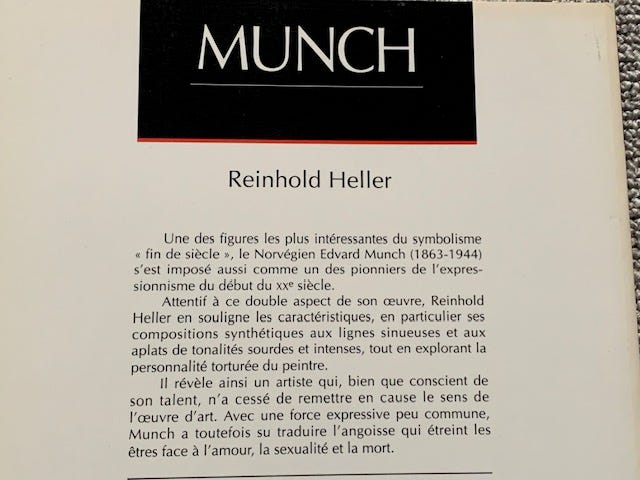 MUNCH
Reinhold Heller
Une des figures les plus intéressantes du symbolisme
« fin de siècle », le Norvégien Edvard Munch (1863-1944)
s'est imposé aussi comme un des pionniers de l'expres-
sionnisme du début du XXe siècle.
Attentif à ce double aspect de son œuvre, Reinhold
Heller en souligne les caractéristiques, en particulier ses
compositions synthétiques aux lignes sinueuses et aux
aplats de tonalités sourdes et intenses, tout en explorant la
personnalité torturée du peintre.
Il révèle ainsi un artiste qui, bien que conscient de
son talent, n'a cessé de remettre en cause le sens de
l'œuvre d'art. Avec une force expressive peu commune,
Munch a toutefois su traduire l'angoisse qui étreint les
êtres face à l'amour, la sexualité et la mort.